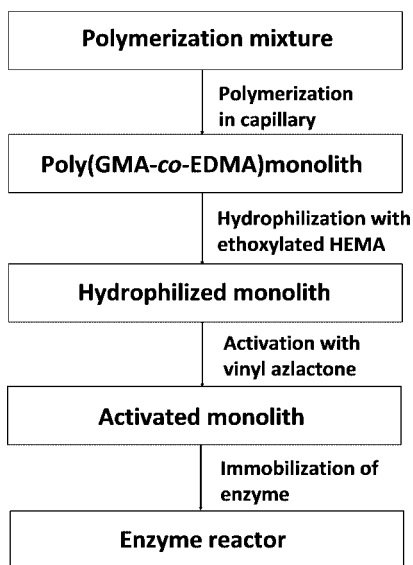 Polymerization mixture
Polymerization
in capillary
Poly(GMA-co-EDMA)monolith
Hydrophilization with
ethoxylated HEMA
Hydrophilized monolith
Activation with
vinyl azlactone
Activated monolith
Immobilization of
enzyme
Enzyme reactor